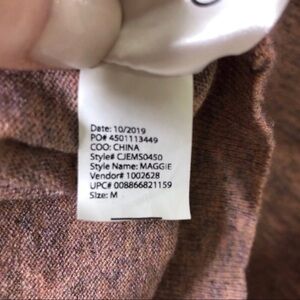 Date: 10/2019
PO# 4501113449
COO: CHINA
Style# CJEMS0450
Style Name: MAGGIE
Vendor# 1002628
UPC# 008866821159
Size: M